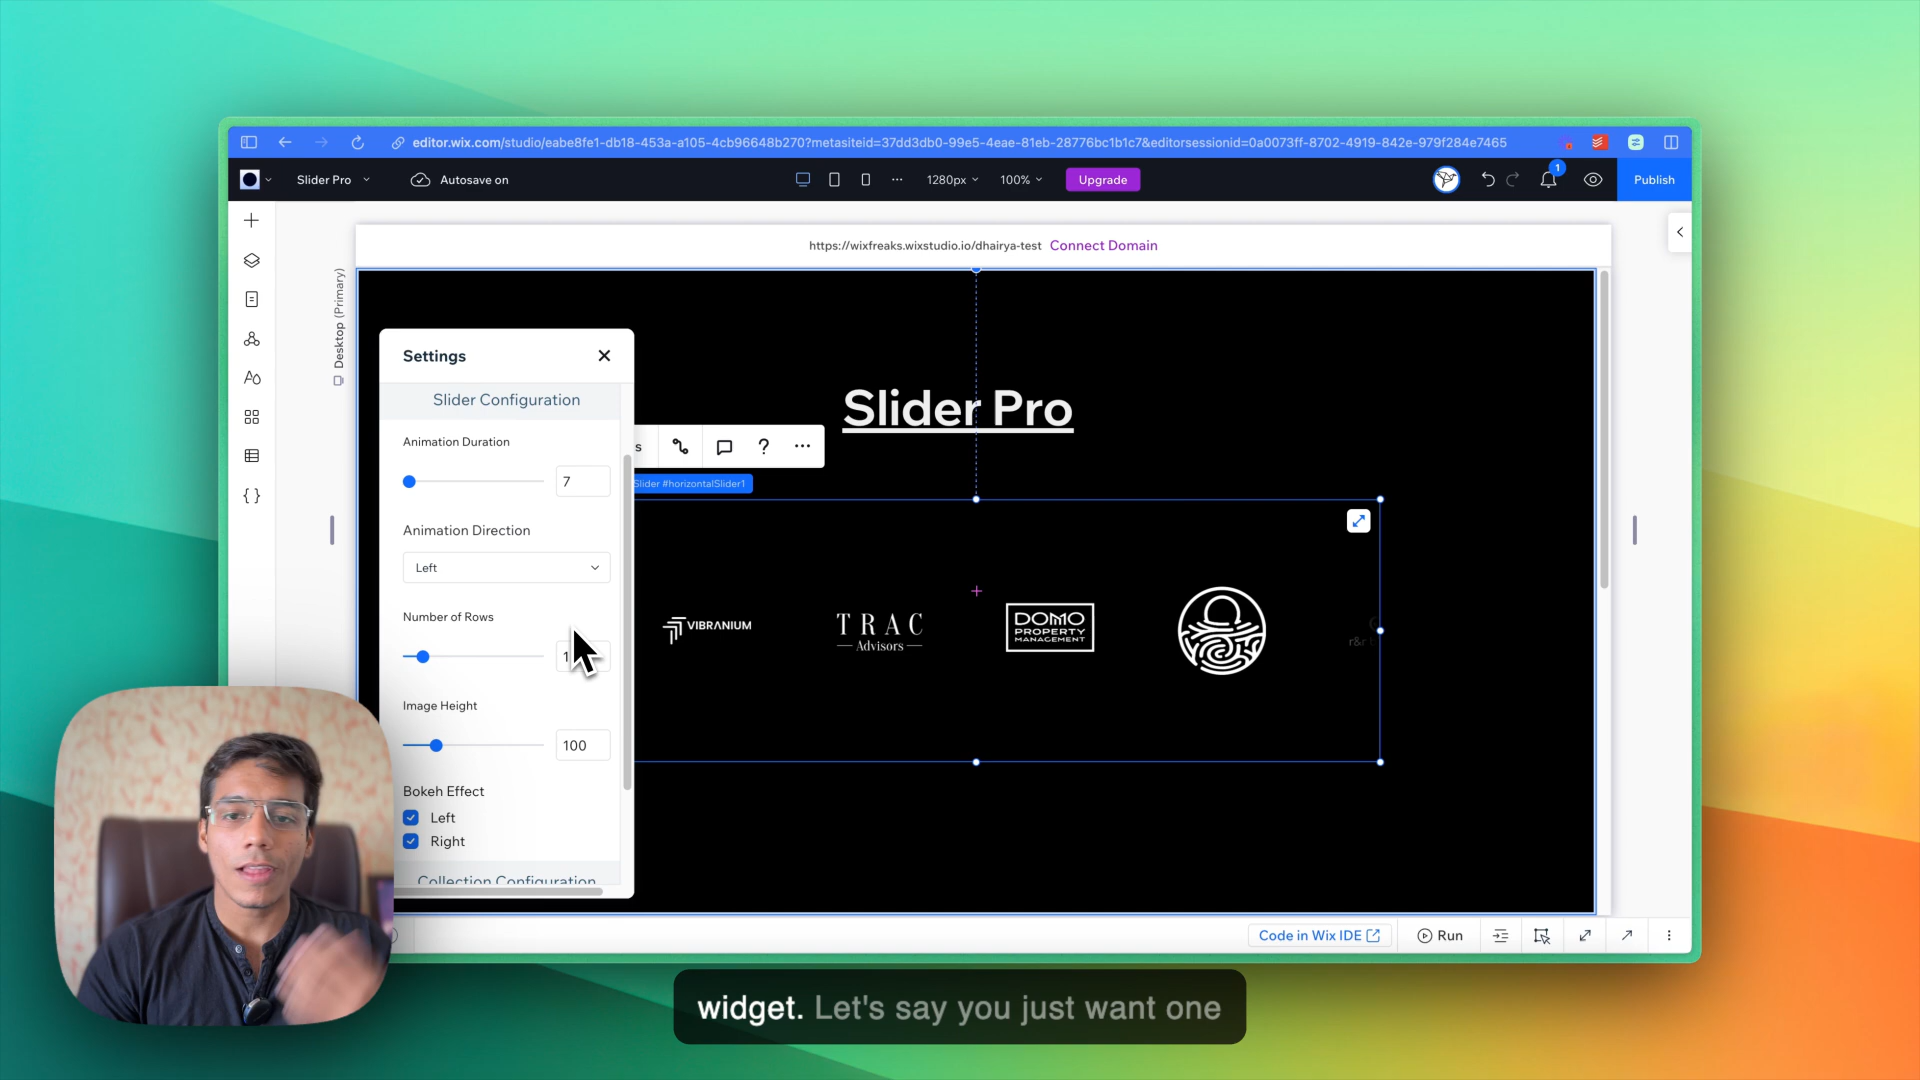 editor.wix.com/studio/eabe8fe1-db18-453a-a105-4cb96648b270?metasiteid=37dd3db0-99e5-4eae-81eb-28776bc1b1c7&editorsessionid=0a0073ff-8702-4919-842e-979f284e7465
Slider Pro
Autosave on
1280px
100%
Upgrade
1
Publish
https://wixfreaks.wixstudio.io/dhairya-test Connect Domain
Desktop (Primary)
Settings
Slider Configuration
Animation Duration
7
Animation Direction
Left
Number of Rows
1
Image Height
100
Bokeh Effect
Left
Right
Collection Configuration
Slider Pro
s
?
Slider #horizontalSlider1
VIBRANIUM
TRAC
Advisors
DOMO
PROPERTY
MANAGEMENT
r&r
Code in Wix IDE
Run
widget. Let's say you just want one